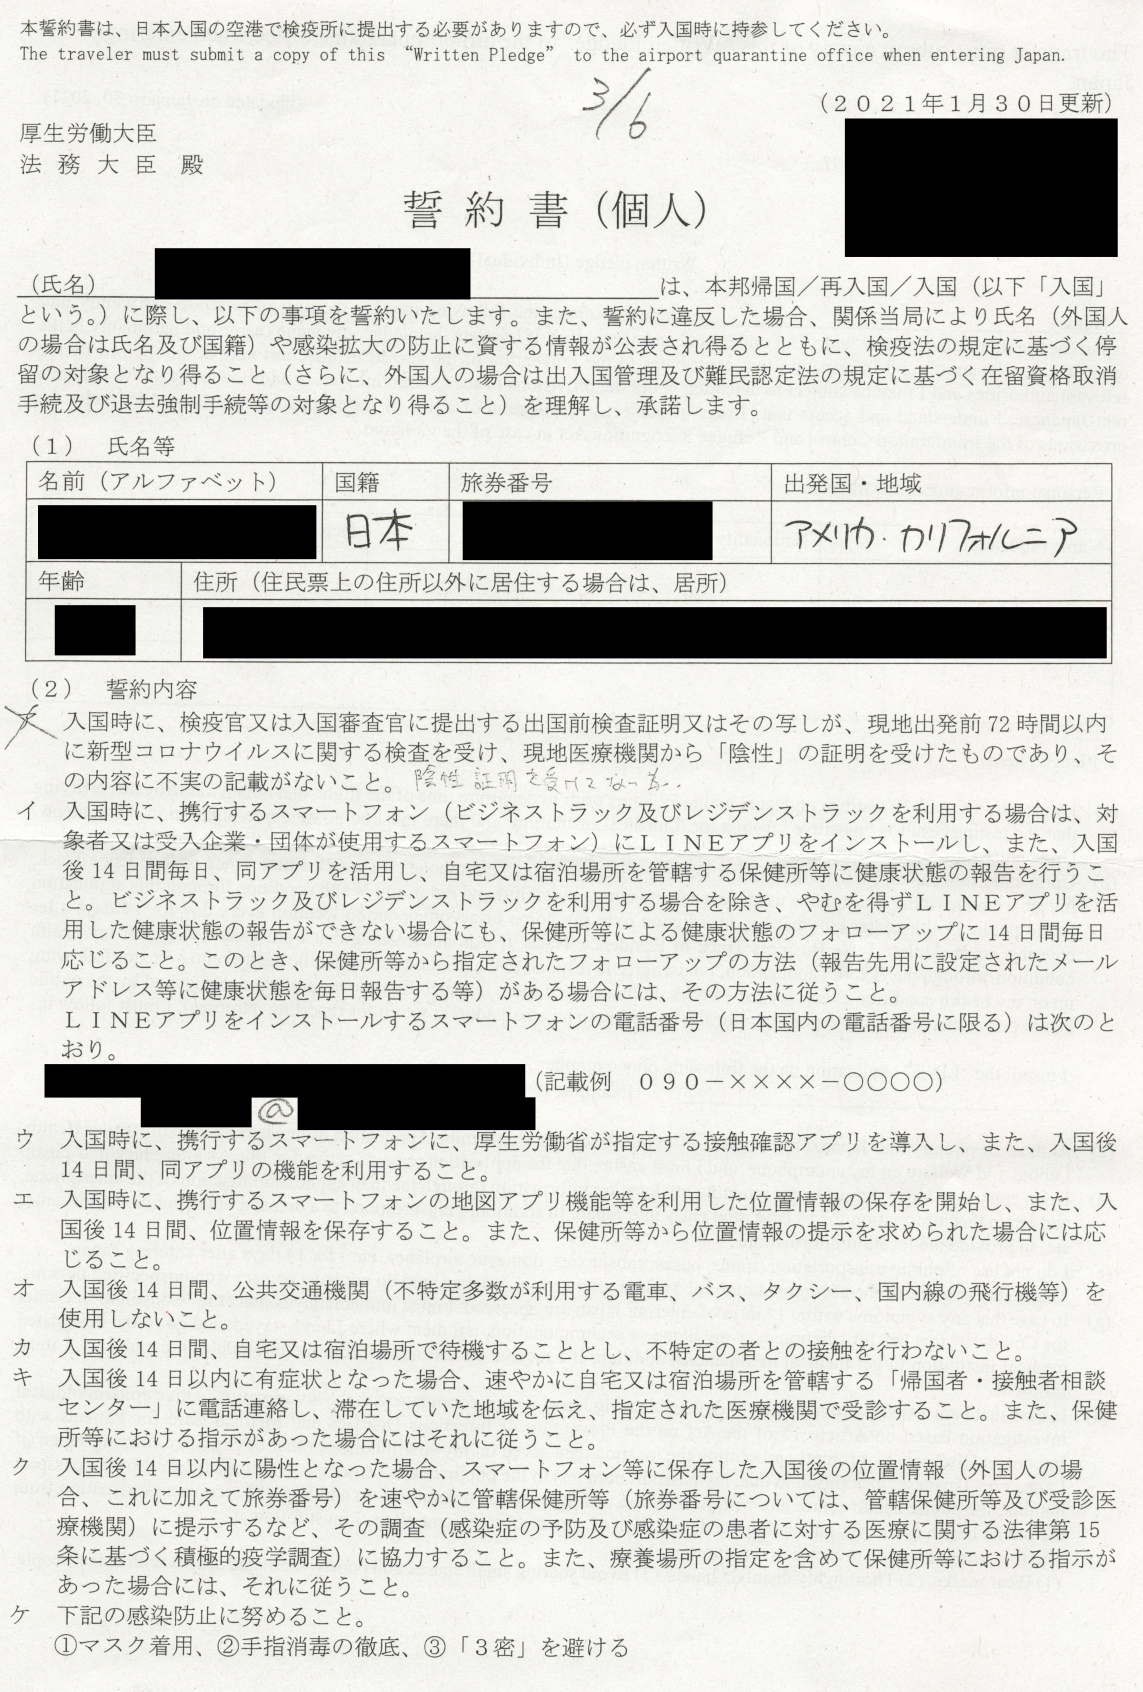 本誓約書は、日本入国の空港で検疫所に提出する必要がありますので、必ず入国時に持参してください。
The traveler must submit a copy of this “Written Pledge” to the airport quarantine office when entering Japan.
3/6
（２０２１年１月３０日更新）
厚生労働大臣
法 務 大 臣　殿
誓 約 書（個人）
（氏名）は、本邦帰国／再入国／入国（以下「入国」
という。）に際し、以下の事項を誓約いたします。また、誓約に違反した場合、関係当局により氏名（外国人
の場合は氏名及び国籍）や感染拡大の防止に資する情報が公表され得るとともに、検疫法の規定に基づく停
留の対象となり得ること（さらに、外国人の場合は出入国管理及び難民認定法の規定に基づく在留資格取消
手続及び退去強制手続等の対象となり得ること）を理解し、承諾します。
（１）　氏名等
名前（アルファベット）　国籍　旅券番号　出発国・地域
日本　アメリカ・カリフォルニア
年齢　住所（住民票上の住所以外に居住する場合は、居所）
（２）　誓約内容
ア　入国時に、検疫官又は入国審査官に提出する出国前検査証明又はその写しが、現地出発前 72 時間以内
に新型コロナウイルスに関する検査を受け、現地医療機関から「陰性」の証明を受けたものであり、そ
の内容に不実の記載がないこと。陰性証明を受けてない為.
イ　入国時に、携行するスマートフォン（ビジネストラック及びレジデンストラックを利用する場合は、対
象者又は受入企業・団体が使用するスマートフォン）にＬＩＮＥアプリをインストールし、また、入国
後 14 日間毎日、同アプリを活用し、自宅又は宿泊場所を管轄する保健所等に健康状態の報告を行うこ
と。ビジネストラック及びレジデンストラックを利用する場合を除き、やむを得ずＬＩＮＥアプリを活
用した健康状態の報告ができない場合にも、保健所等による健康状態のフォローアップに 14 日間毎日
応じること。このとき、保健所等から指定されたフォローアップの方法（報告先用に設定されたメール
アドレス等に健康状態を毎日報告する等）がある場合には、その方法に従うこと。
ＬＩＮＥアプリをインストールするスマートフォンの電話番号（日本国内の電話番号に限る）は次のと
おり。
（記載例　０９０－××××－○○○○）
@
ウ　入国時に、携行するスマートフォンに、厚生労働省が指定する接触確認アプリを導入し、また、入国後
14 日間、同アプリの機能を利用すること。
エ　入国時に、携行するスマートフォンの地図アプリ機能等を利用した位置情報の保存を開始し、また、入
国後 14 日間、位置情報を保存すること。また、保健所等から位置情報の提示を求められた場合には応
じること。
オ　入国後 14 日間、公共交通機関（不特定多数が利用する電車、バス、タクシー、国内線の飛行機等）を
使用しないこと。
カ　入国後 14 日間、自宅又は宿泊場所で待機することとし、不特定の者との接触を行わないこと。
キ　入国後 14 日以内に有症状となった場合、速やかに自宅又は宿泊場所を管轄する「帰国者・接触者相談
センター」に電話連絡し、滞在していた地域を伝え、指定された医療機関で受診すること。また、保健
所等における指示があった場合にはそれに従うこと。
ク　入国後 14 日以内に陽性となった場合、スマートフォン等に保存した入国後の位置情報（外国人の場
合、これに加えて旅券番号）を速やかに管轄保健所等（旅券番号については、管轄保健所等及び受診医
療機関）に提示するなど、その調査（感染症の予防及び感染症の患者に対する医療に関する法律第 15
条に基づく積極的疫学調査）に協力すること。また、療養場所の指定を含めて保健所等における指示が
あった場合には、それに従うこと。
ケ　下記の感染防止に努めること。
①マスク着用、②手指消毒の徹底、③「３密」を避ける